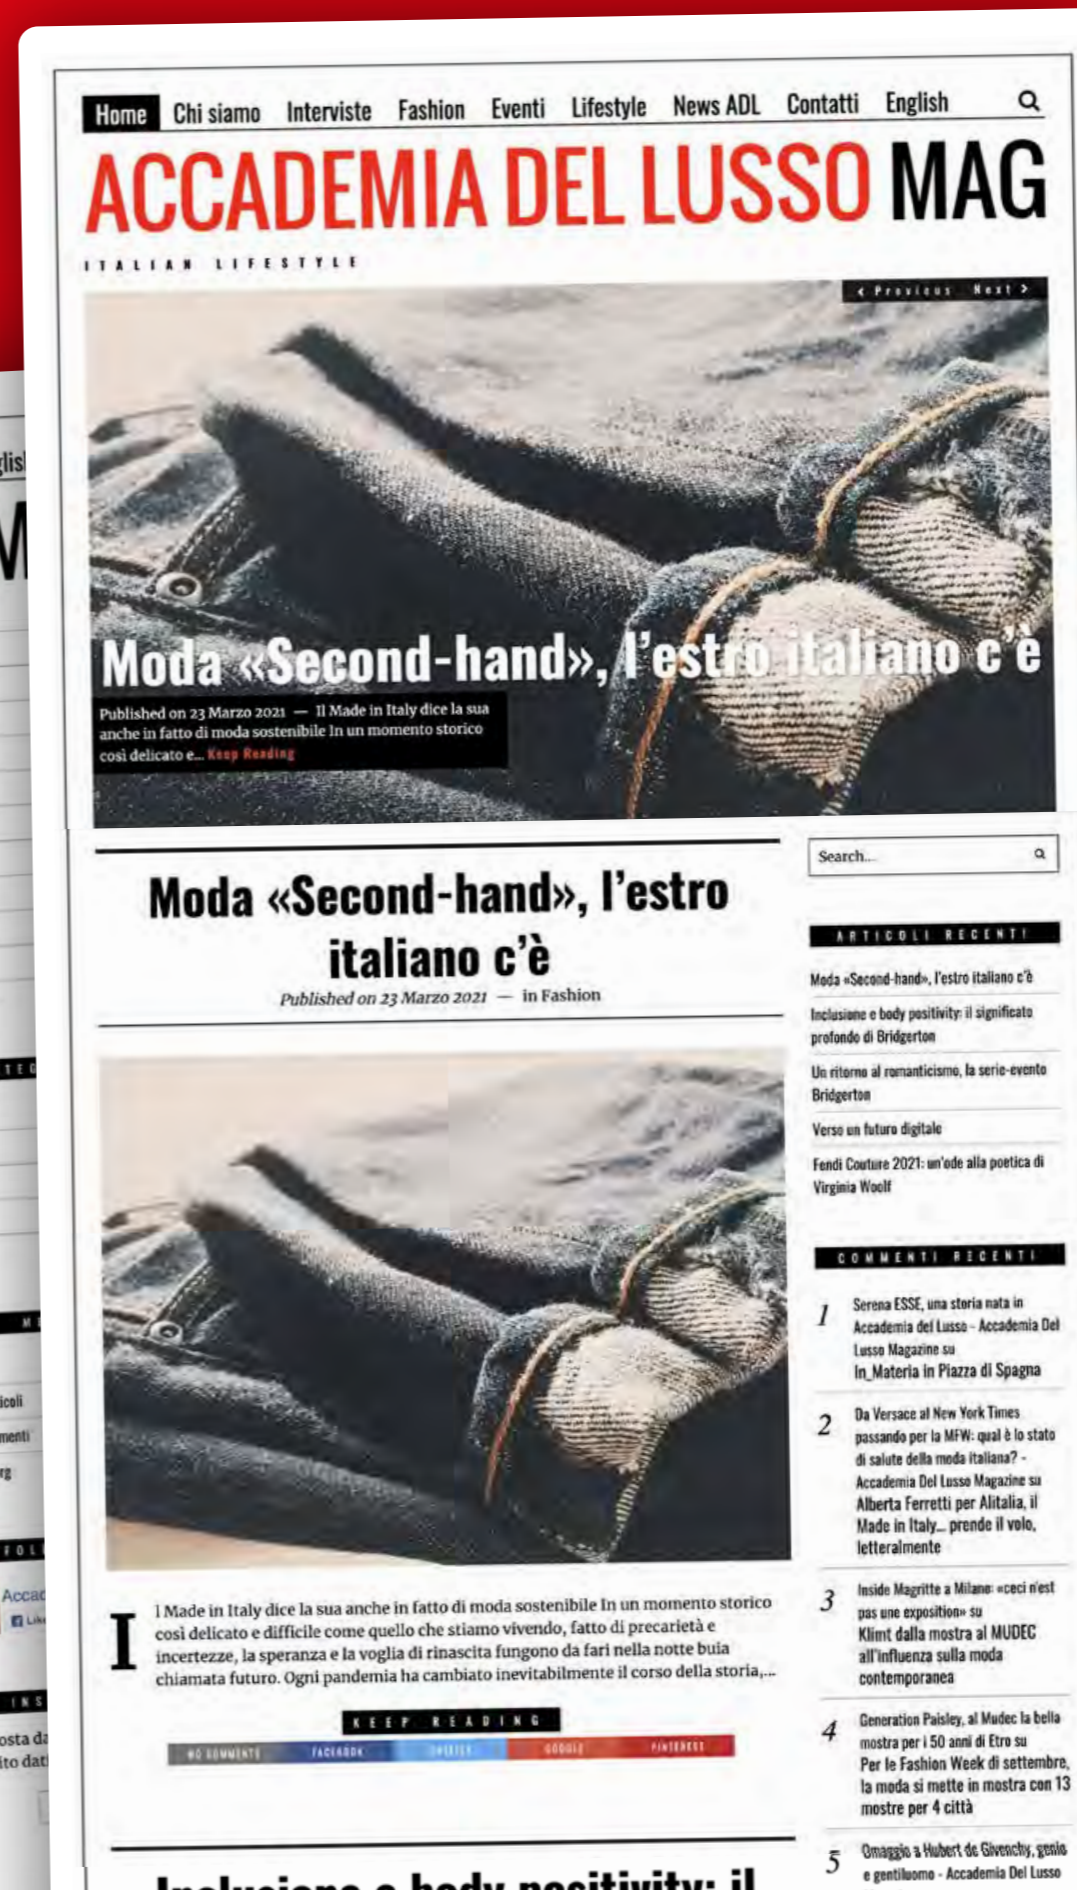 Home Chi siamo Interviste Fashion Eventi Lifestyle News ADL Contatti English
ACCADEMIA DEL LUSSO MAG
ITALIAN LIFESTYLE
< Previous Next >
Moda «Second-hand», l'estro italiano c'è
Published on 23 Marzo 2021 — Il Made in Italy dice la sua
anche in fatto di moda sostenibile In un momento storico
così delicato e... Keep Reading
Moda «Second-hand», l'estro
italiano c'è
Published on 23 Marzo 2021 — in Fashion
I l Made in Italy dice la sua anche in fatto di moda sostenibile In un momento storico
così delicato e difficile come quello che stiamo vivendo, fatto di precarietà e
incertezze, la speranza e la voglia di rinascita fungono da fari nella notte buia
chiamata futuro. Ogni pandemia ha cambiato inevitabilmente il corso della storia,...
KEEP READING
NO COMMENTS FACEBOOK TWITTER GOOGLE PINTEREST
Inclusione e body positivity: il
Search...
ARTICOLI RECENTI
Moda «Second-hand», l'estro italiano c'è
Inclusione e body positivity: il significato
profondo di Bridgerton
Un ritorno al romanticismo, la serie-evento
Bridgerton
Verso un futuro digitale
Fendi Couture 2021: un'ode alla poetica di
Virginia Woolf
COMMENTI RECENTI
1 Serena ESSE, una storia nata in
Accademia del Lusso - Accademia Del
Lusso Magazine su
In_Materia in Piazza di Spagna
2 Da Versace al New York Times
passando per la MFW: qual è lo stato
di salute della moda italiana? -
Accademia Del Lusso Magazine su
Alberta Ferretti per Alitalia, il
Made in Italy... prende il volo,
letteralmente
3 Inside Magritte a Milano: «ceci n'est
pas une exposition» su
Klimt dalla mostra al MUDEC
all'influenza sulla moda
contemporanea
4 Generation Paisley, al Mudec la bella
mostra per i 50 anni di Etro su
Per le Fashion Week di settembre,
la moda si mette in mostra con 13
mostre per 4 città
5 Omaggio a Hubert de Givenchy, genio
e gentiluomo - Accademia Del Lusso